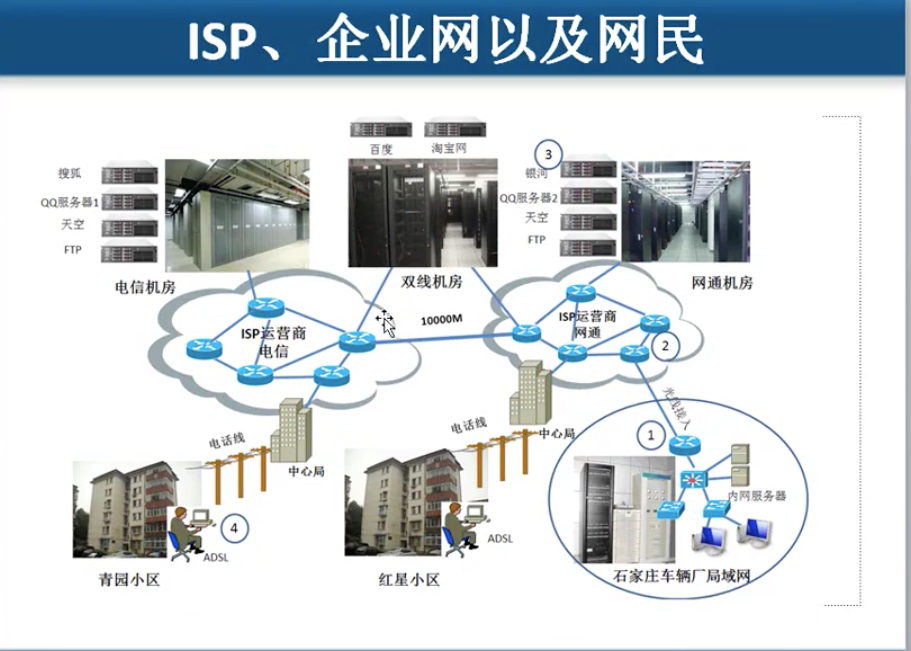 ISP、企业网以及网民
百度
淘宝网
搜狐
QQ服务器1
天空
FTP
3
银河
QQ服务器2
天空
FTP
电信机房
双线机房
网通机房
ISP运营商
电信
10000M
ISP运营商
网通
2
光线接入
电话线
中心局
电话线
中心局
1
内网服务器
4
ADSL
ADSL
青园小区
红星小区
石家庄车辆厂局域网